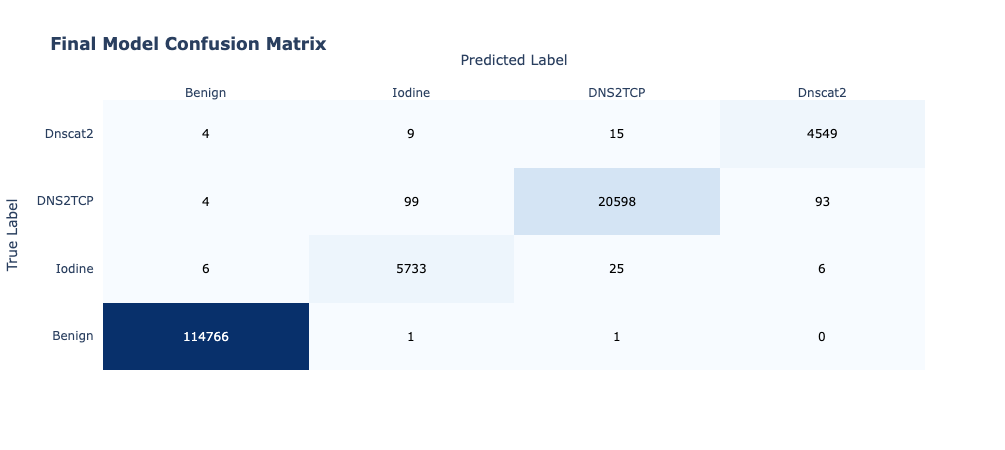 Final Model Confusion Matrix
Predicted Label
Benign Iodine DNS2TCP Dnscat2
Dnscat2 4 9 15 4549
DNS2TCP 4 99 20598 93
True Label
Iodine 6 5733 25 6
Benign 114766 1 1 0